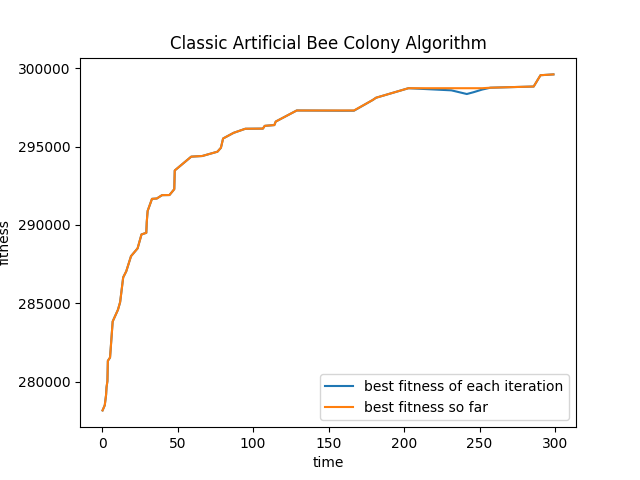 Classic Artificial Bee Colony Algorithm
300000
295000
290000
285000
280000
fitness
0 50 100 150 200 250 300
time
best fitness of each iteration
best fitness so far